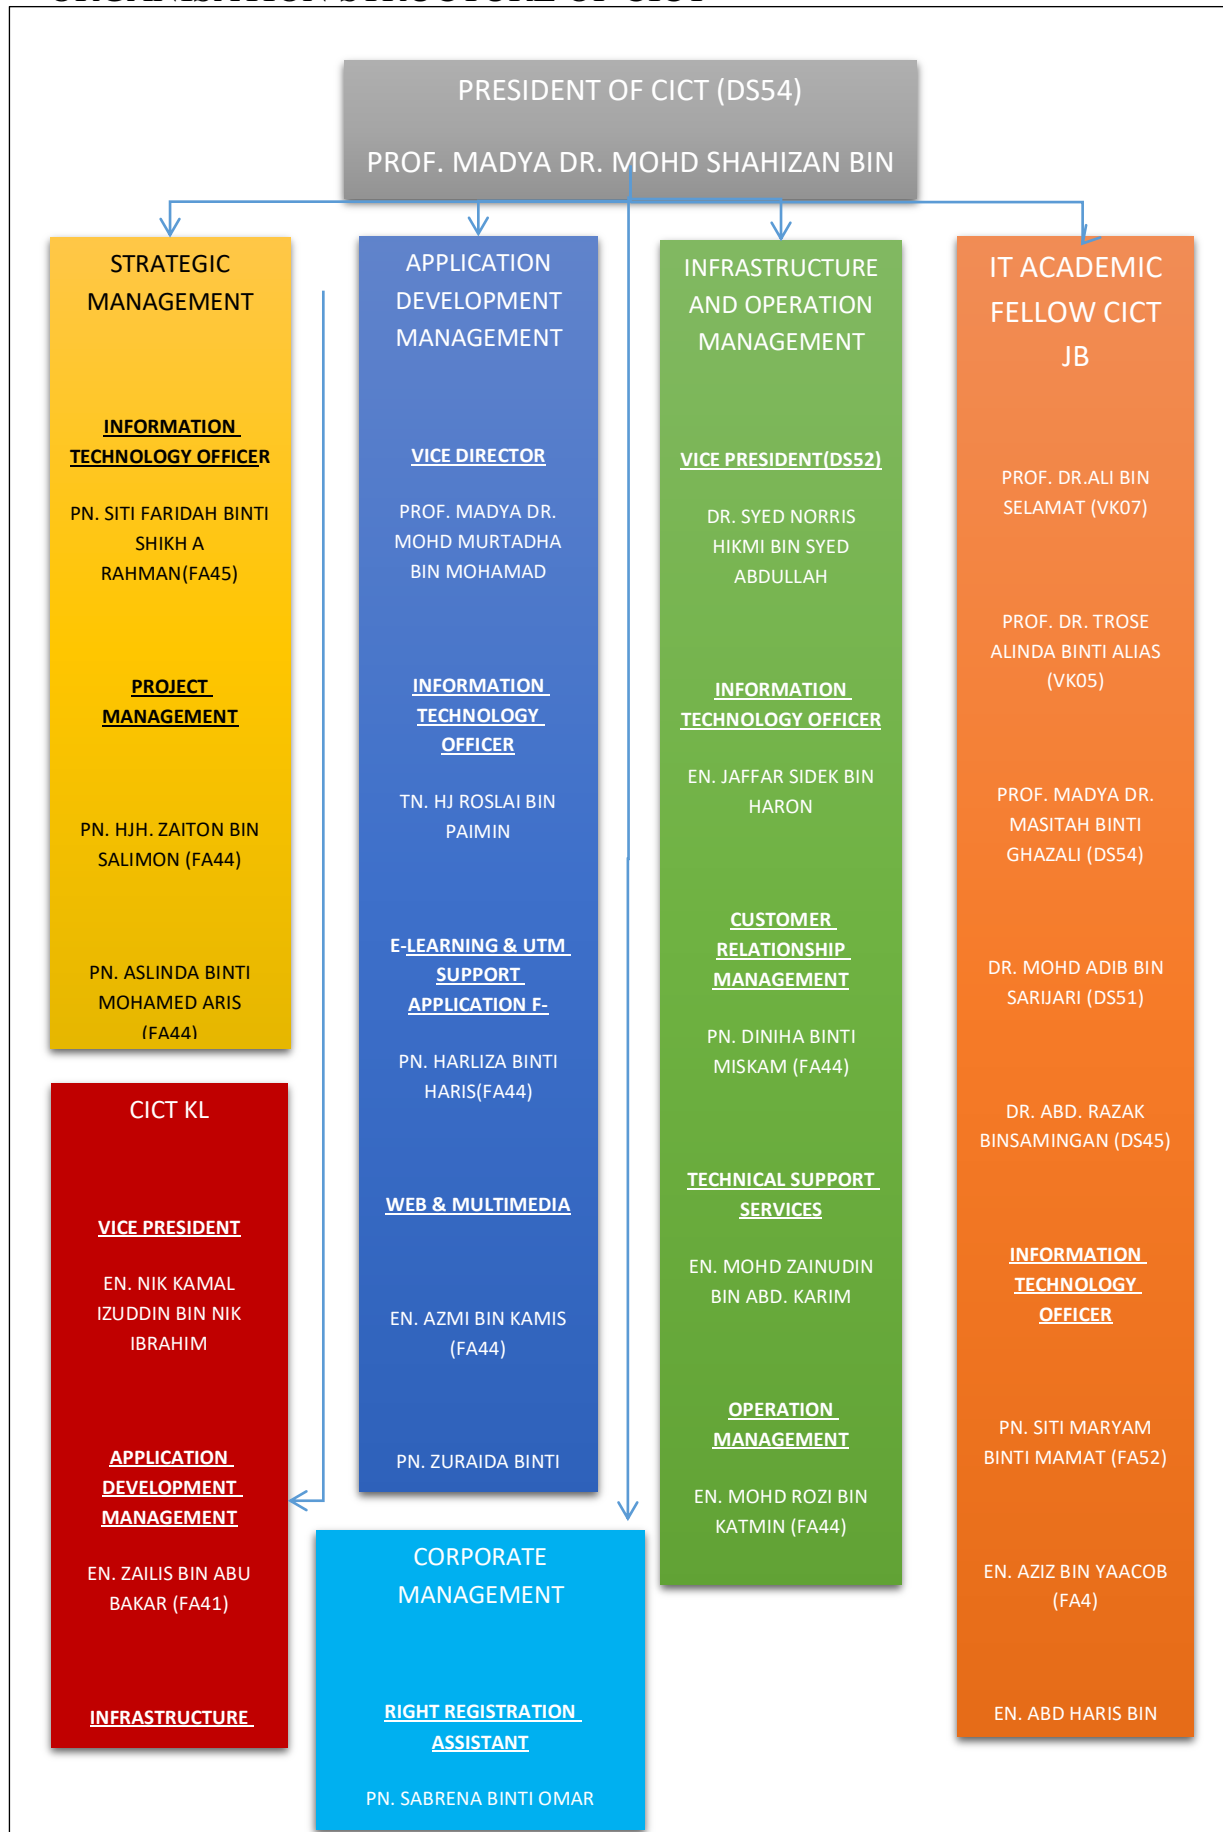 ORGANISATION STRUCTURE OF CICT
PRESIDENT OF CICT (DS54)
PROF. MADYA DR. MOHD SHAHIZAN BIN
STRATEGIC
MANAGEMENT
INFORMATION
TECHNOLOGY OFFICER
PN. SITI FARIDAH BINTI
SHIKH A
RAHMAN(FA45)
PROJECT
MANAGEMENT
PN. HJH. ZAITON BIN
SALIMON (FA44)
PN. ASLINDA BINTI
MOHAMED ARIS
(FA44)
APPLICATION
DEVELOPMENT
MANAGEMENT
VICE DIRECTOR
PROF. MADYA DR.
MOHD MURTADHA
BIN MOHAMAD
INFORMATION
TECHNOLOGY
OFFICER
TN. HJ ROSLAI BIN
PAIMIN
E-LEARNING & UTM
SUPPORT
APPLICATION F-
PN. HARLIZA BINTI
HARIS(FA44)
WEB & MULTIMEDIA
EN. AZMI BIN KAMIS
(FA44)
PN. ZURAIDA BINTI
INFRASTRUCTURE
AND OPERATION
MANAGEMENT
VICE PRESIDENT(DS52)
DR. SYED NORRIS
HIKMI BIN SYED
ABDULLAH
INFORMATION
TECHNOLOGY OFFICER
EN. JAFFAR SIDEK BIN
HARON
CUSTOMER
RELATIONSHIP
MANAGEMENT
PN. DINIHA BINTI
MISKAM (FA44)
TECHNICAL SUPPORT
SERVICES
EN. MOHD ZAINUDIN
BIN ABD. KARIM
OPERATION
MANAGEMENT
EN. MOHD ROZI BIN
KATMIN (FA44)
IT ACADEMIC
FELLOW CICT
JB
PROF. DR.ALI BIN
SELAMAT (VK07)
PROF. DR. TROSE
ALINDA BINTI ALIAS
(VK05)
PROF. MADYA DR.
MASITAH BINTI
GHAZALI (DS54)
DR. MOHD ADIB BIN
SARIJARI (DS51)
DR. ABD. RAZAK
BINSAMINGAN (DS45)
INFORMATION
TECHNOLOGY
OFFICER
PN. SITI MARYAM
BINTI MAMAT (FA52)
EN. AZIZ BIN YAACOB
(FA4)
EN. ABD HARIS BIN
CICT KL
VICE PRESIDENT
EN. NIK KAMAL
IZUDDIN BIN NIK
IBRAHIM
APPLICATION
DEVELOPMENT
MANAGEMENT
EN. ZAILIS BIN ABU
BAKAR (FA41)
INFRASTRUCTURE
CORPORATE
MANAGEMENT
RIGHT REGISTRATION
ASSISTANT
PN. SABRENA BINTI OMAR